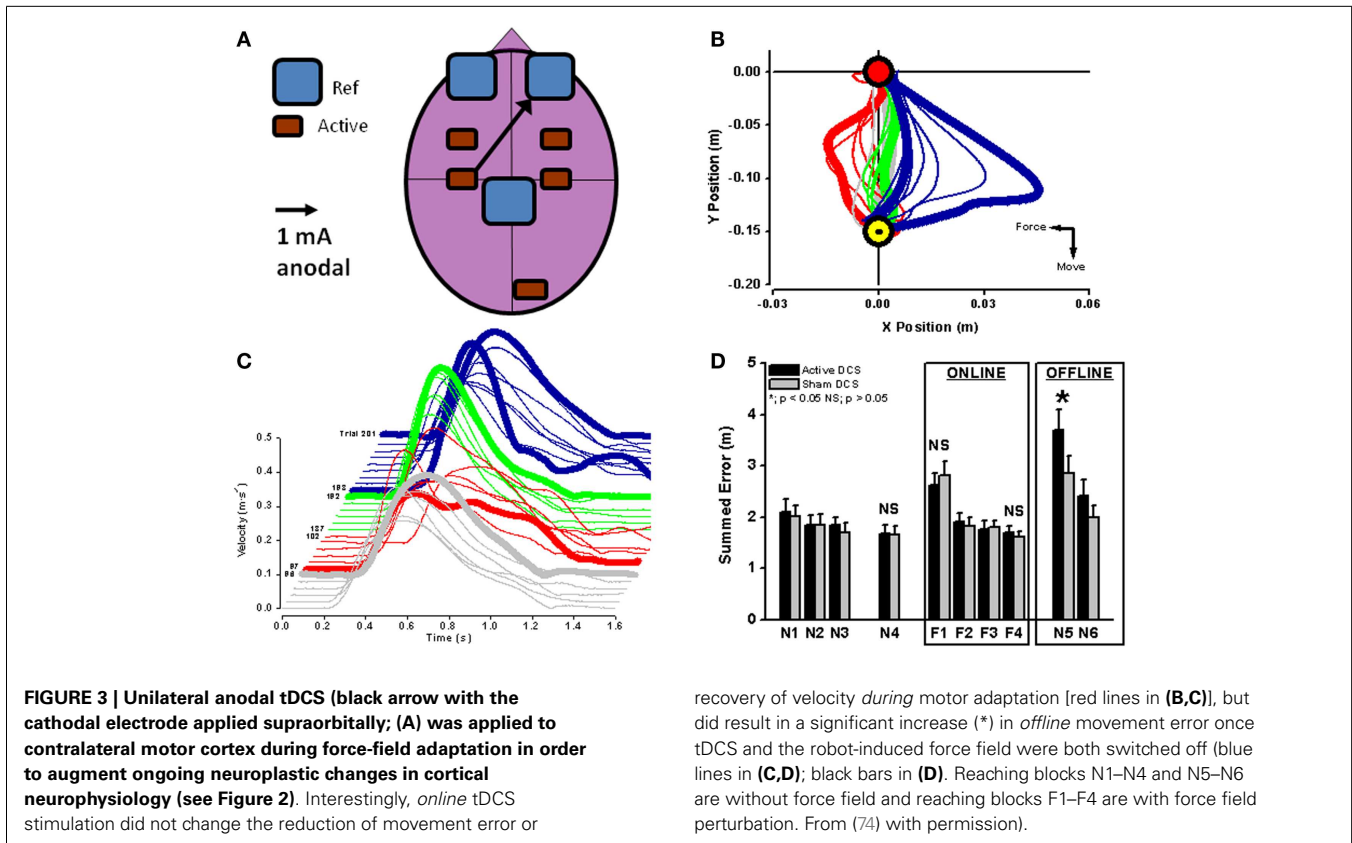 A
Ref
Active
1 mA
anodal
B
0.00
-0.05
-0.10
-0.15
-0.20
Y Position (m)
-0.03 0.00 0.03 0.06
X Position (m)
Force
Move
C
Trial 201
193
192
127
102
97
96
0.5
0.4
0.3
0.2
0.1
0.0
Velocity (m·s
0.0 0.2 0.4 0.6 0.8 1.0 1.2 1.4 1.6
Time (s)
D
Active DCS
Sham DCS
*; p < 0.05 NS; p > 0.05
ONLINE
OFFLINE
5
4
3
2
1
0
Summed Error (m)
NS
NS
NS
*
N1 N2 N3 N4 F1 F2 F3 F4 N5 N6
FIGURE 3 | Unilateral anodal tDCS (black arrow with the
cathodal electrode applied supraorbitally; (A) was applied to
contralateral motor cortex during force-field adaptation in order
to augment ongoing neuroplastic changes in cortical
neurophysiology (see Figure 2). Interestingly, online tDCS
stimulation did not change the reduction of movement error or
recovery of velocity during motor adaptation [red lines in (B,C)], but
did result in a significant increase (*) in offline movement error once
tDCS and the robot-induced force field were both switched off (blue
lines in (C,D); black bars in (D). Reaching blocks N1–N4 and N5–N6
are without force field and reaching blocks F1–F4 are with force field
perturbation. From (74) with permission).